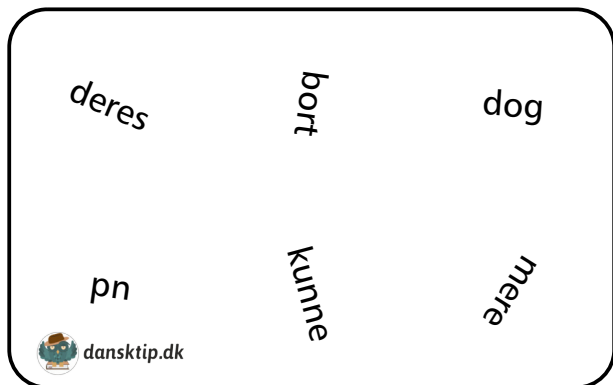 deres
bort
dog
ud
kunne
mere
dansktip.dk